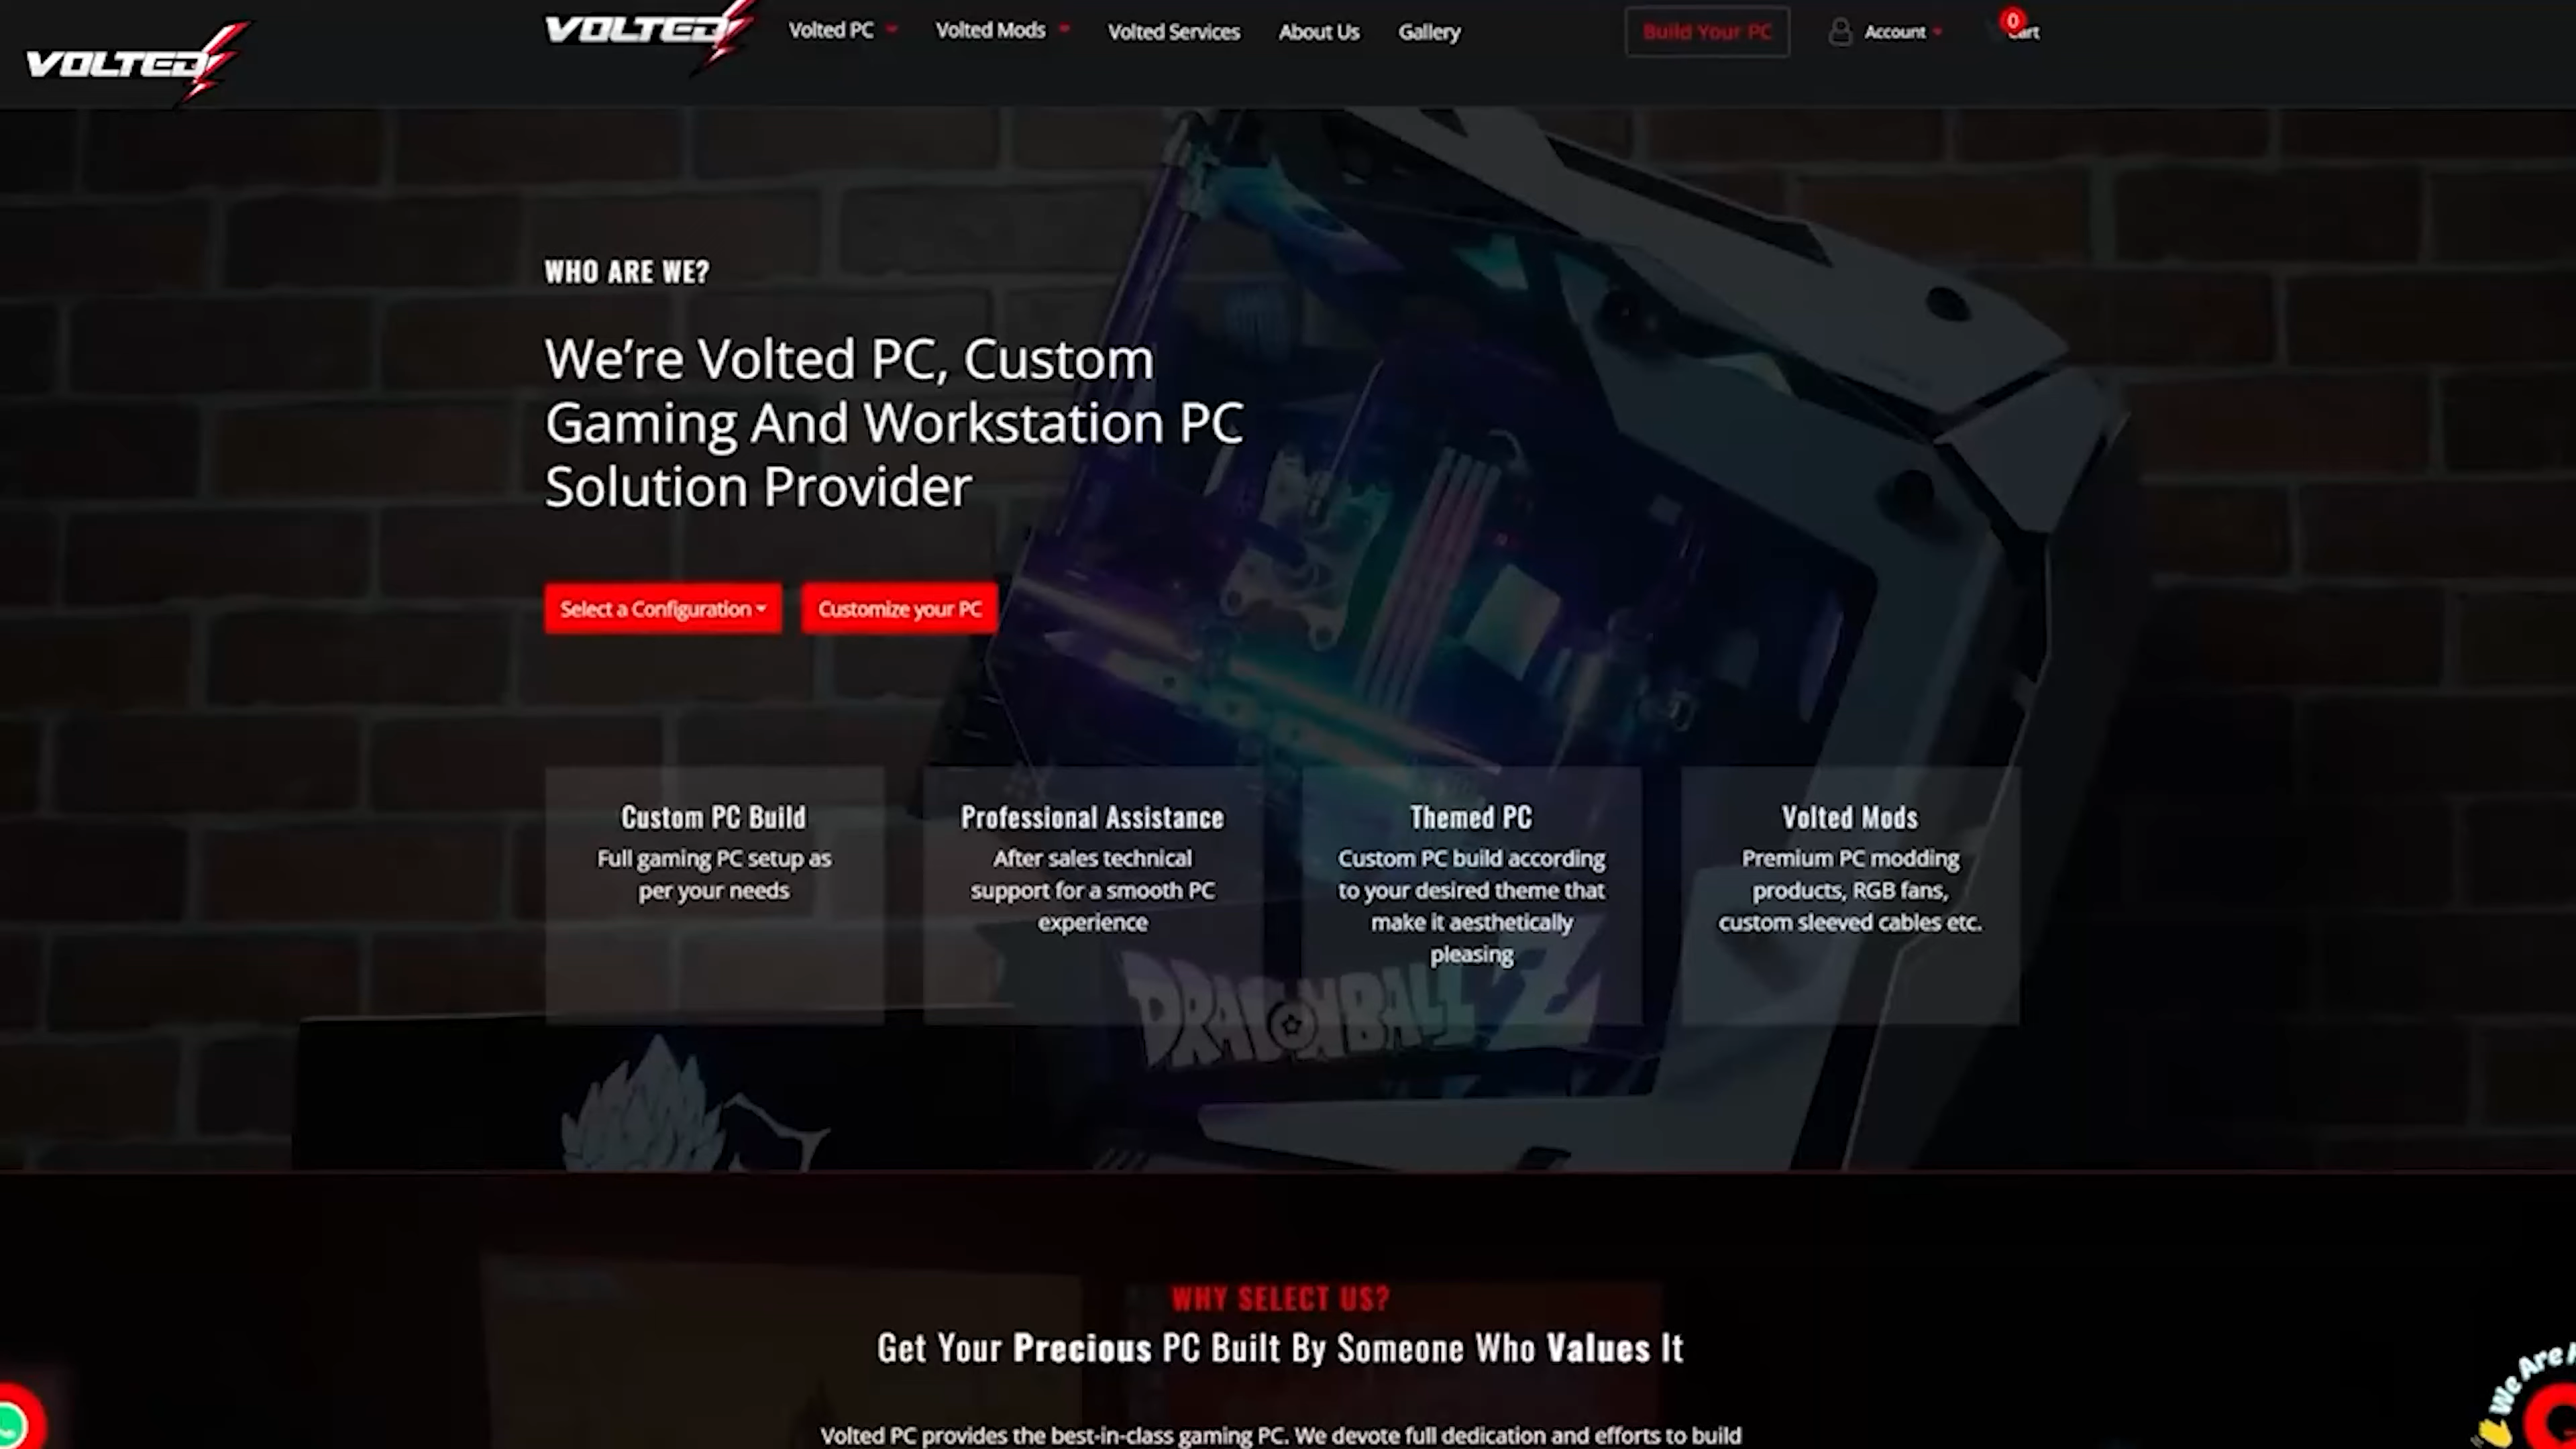 VOLTED
VOLTED
Volted PC
Volted Mods
Volted Services
About Us
Gallery
Build Your PC
Account
0
WHO ARE WE?
We're Volted PC, Custom
Gaming And Workstation PC
Solution Provider
Select a Configuration
Customize your PC
Custom PC Build
Full gaming PC setup as
per your needs
Professional Assistance
After sales technical
support for a smooth PC
experience
Themed PC
Custom PC build according
to your desired theme that
make it aesthetically
pleasing
Volted Mods
Premium PC modding
products, RGB fans,
custom sleeved cables etc.
DRAGONBALL Z
WHY SELECT US?
Get Your Precious PC Built By Someone Who Values It
Volted PC provides the best-in-class gaming PC. We devote full dedication and efforts to build
We Are